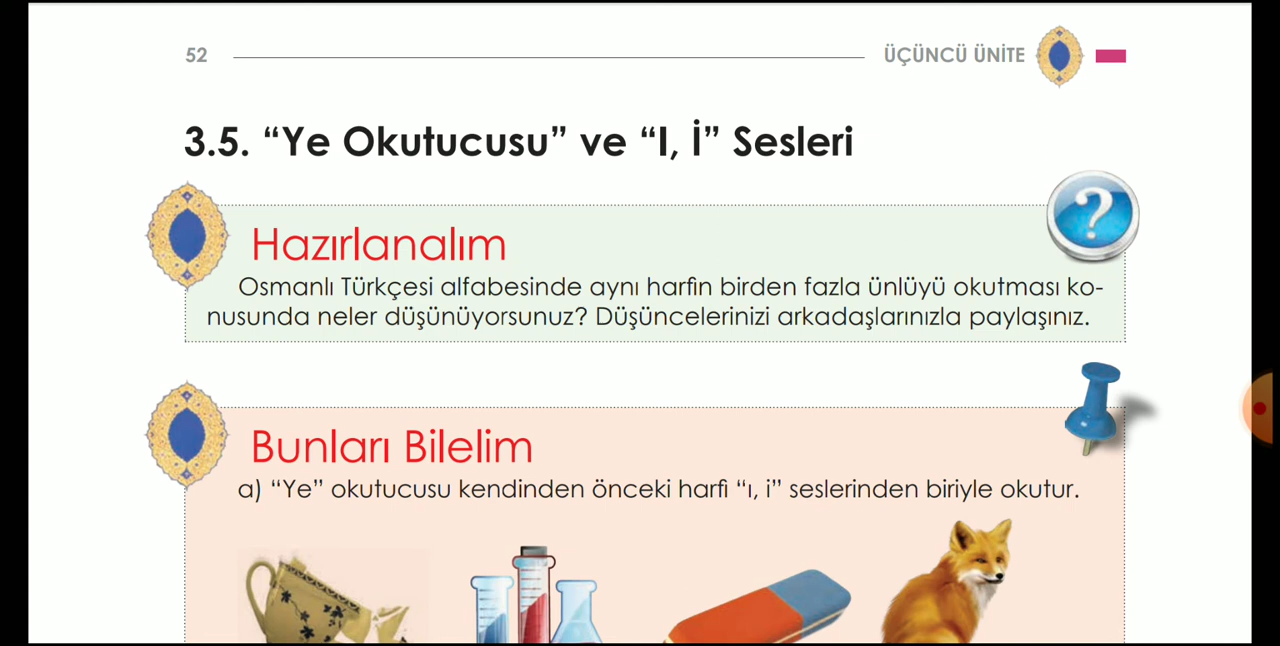 52
ÜÇÜNCÜ ÜNİTE
3.5. “Ye Okutucusu” ve “I, İ” Sesleri
?
Hazırlanalım
Osmanlı Türkçesi alfabesinde aynı harfin birden fazla ünlüyü okutması ko-
nusunda neler düşünüyorsunuz? Düşüncelerinizi arkadaşlarınızla paylaşınız.
Bunları Bilelim
a) “Ye” okutucusu kendinden önceki harfi “ı, i” seslerinden biriyle okutur.